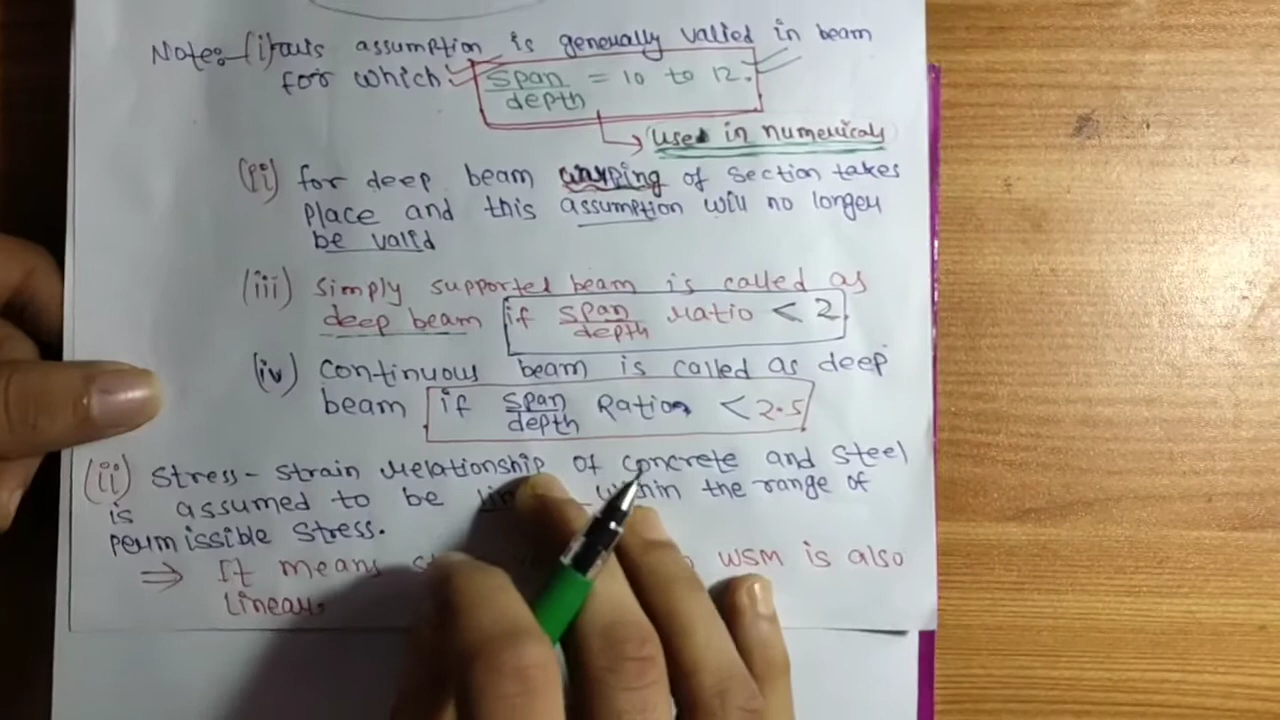 Note:- (i) this assumption is generally valied in beam
for which span/depth = 10 to 12.
Used in numericals
(ii) for deep beam warping of section takes
place and this assumption will no longer
be valid
(iii) simply supported beam is called as
deep beam if span/depth ratio < 2
(iv) continuous beam is called as deep
beam if span/depth Ratio < 2.5
(ii) Stress-strain relationship of concrete and steel
is assumed to be within the range of
permissible stress.
⇒ It means WSM is also
linear.